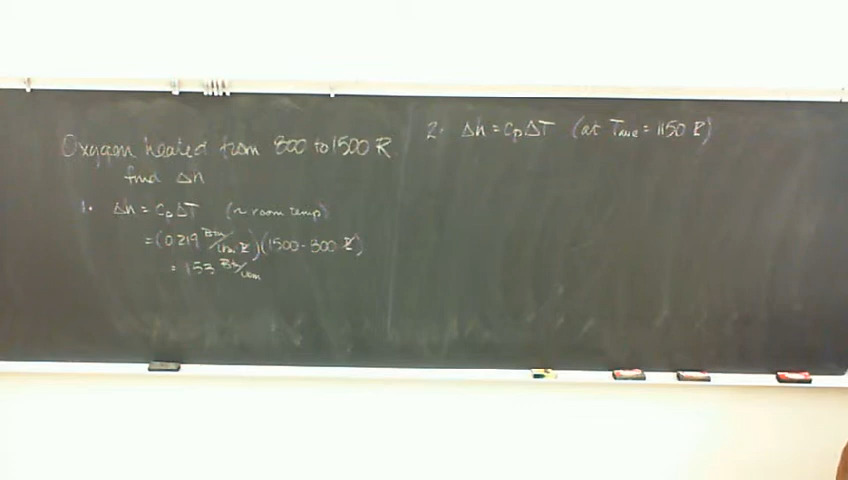 Oxygen heated from 800 to 1500 R
find Δh
1. Δh = CpΔT (~ room temp)
= (0.219 Btu/lbm R)(1500 - 800 R)
= 153 Btu/lbm
2. Δh = CpΔT (at Tave = 1150 R)